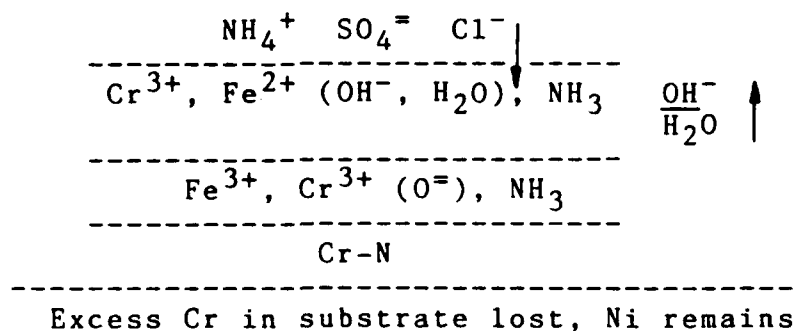 NH₄⁺ SO₄⁼ Cl⁻
Cr³⁺, Fe²⁺ (OH⁻, H₂O), NH₃
OH⁻
H₂O
Fe³⁺, Cr³⁺ (O⁼), NH₃
Cr-N
Excess Cr in substrate lost, Ni remains